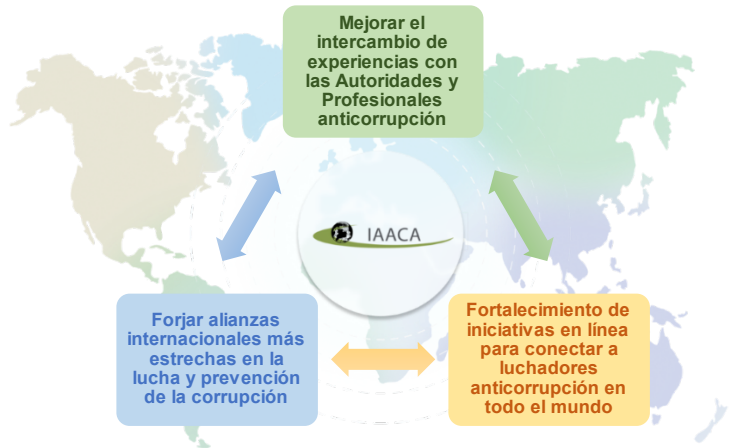 Mejorar el
intercambio de
experiencias con
las Autoridades y
Profesionales
anticorrupción
IAACA
Forjar alianzas
internacionales más
estrechas en la
lucha y prevención
de la corrupción
Fortalecimiento de
iniciativas en línea
para conectar a
luchadores
anticorrupción en
todo el mundo